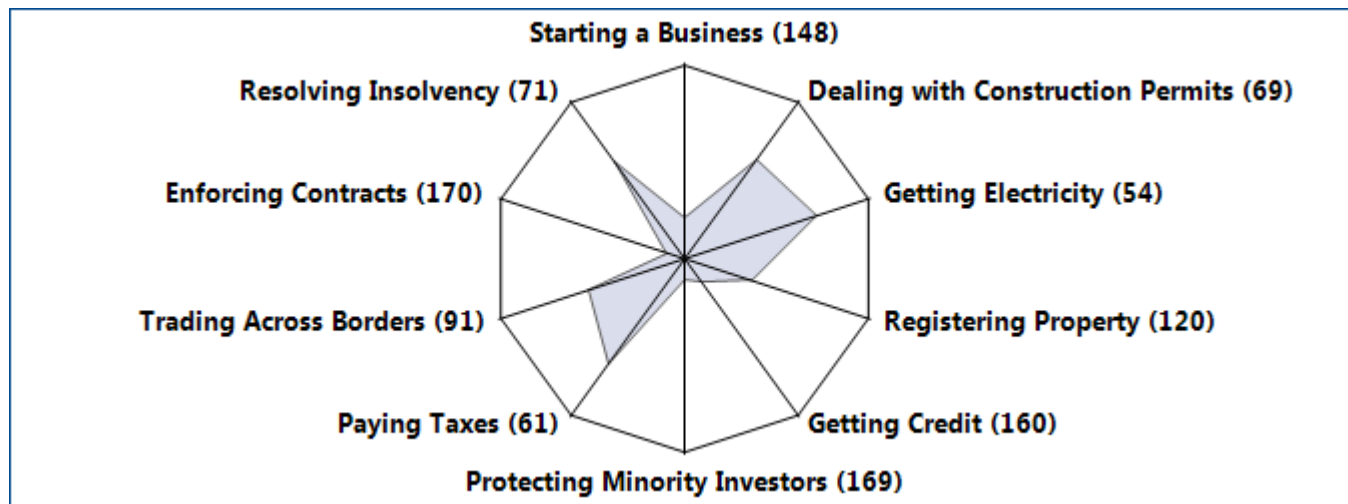 Starting a Business (148)
Resolving Insolvency (71)
Dealing with Construction Permits (69)
Enforcing Contracts (170)
Getting Electricity (54)
Trading Across Borders (91)
Registering Property (120)
Paying Taxes (61)
Getting Credit (160)
Protecting Minority Investors (169)